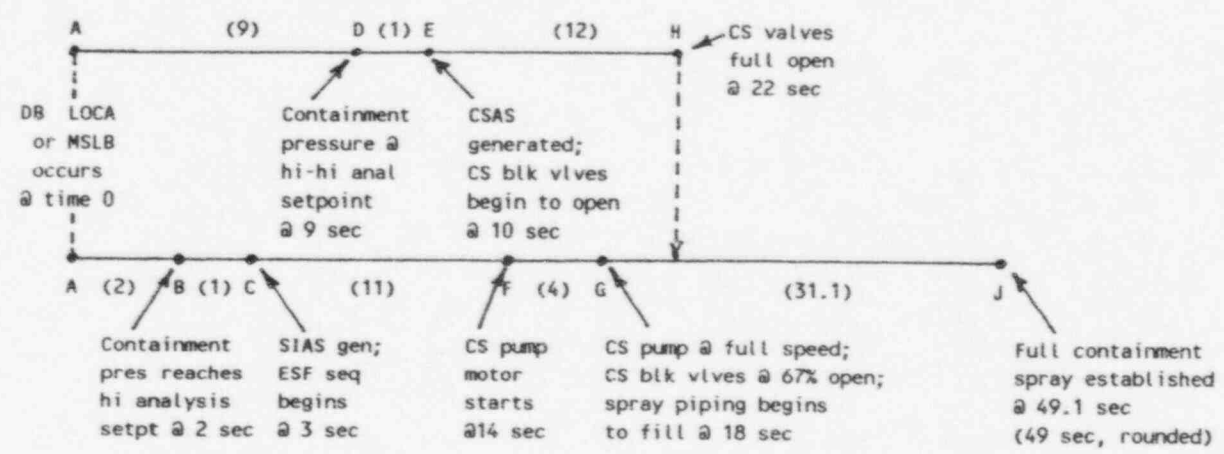 A (9) D (1) E (12) H
CS valves
full open
@ 22 sec
DB LOCA
or MSLB
occurs
@ time 0
Containment
pressure @
hi-hi anal
setpoint
@ 9 sec
CSAS
generated;
CS blk vlves
begin to open
@ 10 sec
A (2) B (1) C (11) F (4) G (31.1) J
Containment
pres reaches
hi analysis
setpt @ 2 sec
SIAS gen;
ESF seq
begins
@ 3 sec
CS pump
motor
starts
@14 sec
CS pump @ full speed;
CS blk vlves @ 67% open;
spray piping begins
to fill @ 18 sec
Full containment
spray established
@ 49.1 sec
(49 sec, rounded)